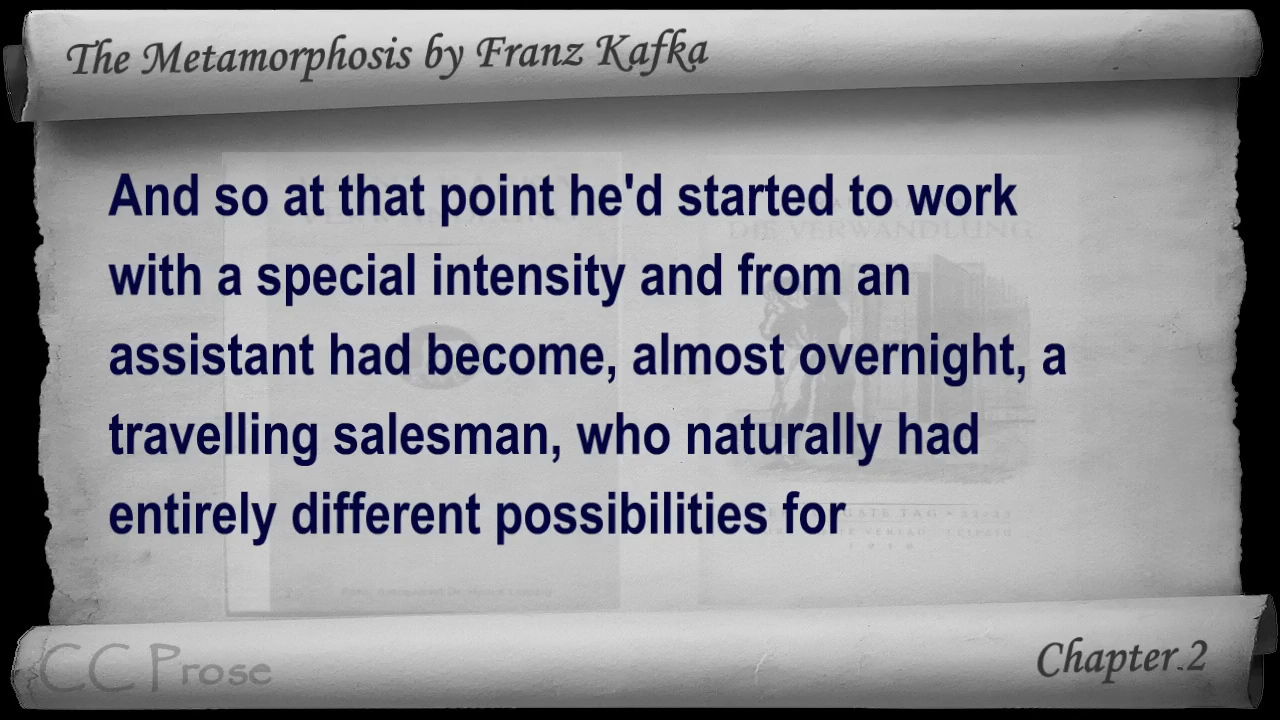 The Metamorphosis by Franz Kafka
And so at that point he'd started to work
with a special intensity and from an
assistant had become, almost overnight, a
travelling salesman, who naturally had
entirely different possibilities for
DIE VERWANDLUNG
CC Prose
Chapter 2